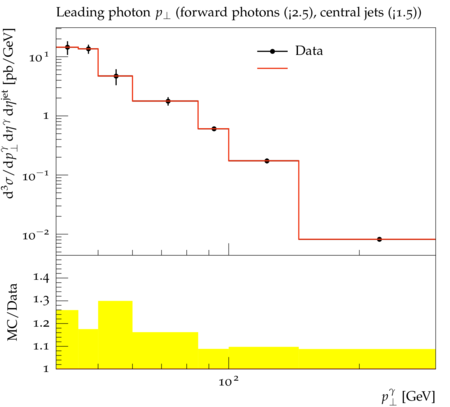 Leading photon p⊥ (forward photons (¡2.5), central jets (¡1.5))
d³σ/dp⊥^γ dη^γ dη^jet [pb/GeV]
Data
10¹
1
10⁻¹
10⁻²
MC/Data
1.4
1.3
1.2
1.1
1
10²
p⊥^γ [GeV]